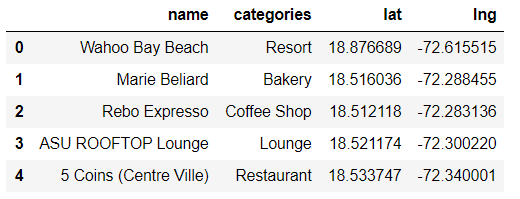 name categories lat lng
0 Wahoo Bay Beach Resort 18.876689 -72.615515
1 Marie Beliard Bakery 18.516036 -72.288455
2 Rebo Expresso Coffee Shop 18.512118 -72.283136
3 ASU ROOFTOP Lounge Lounge 18.521174 -72.300220
4 5 Coins (Centre Ville) Restaurant 18.533747 -72.340001